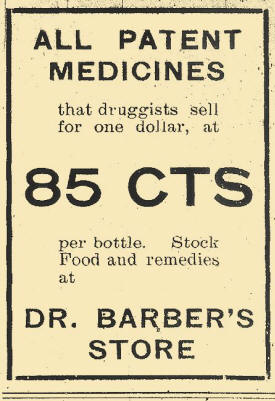 ALL PATENT
MEDICINES
that druggists sell
for one dollar, at
85 CTS
per bottle. Stock
Food and remedies
at
DR. BARBER'S
STORE